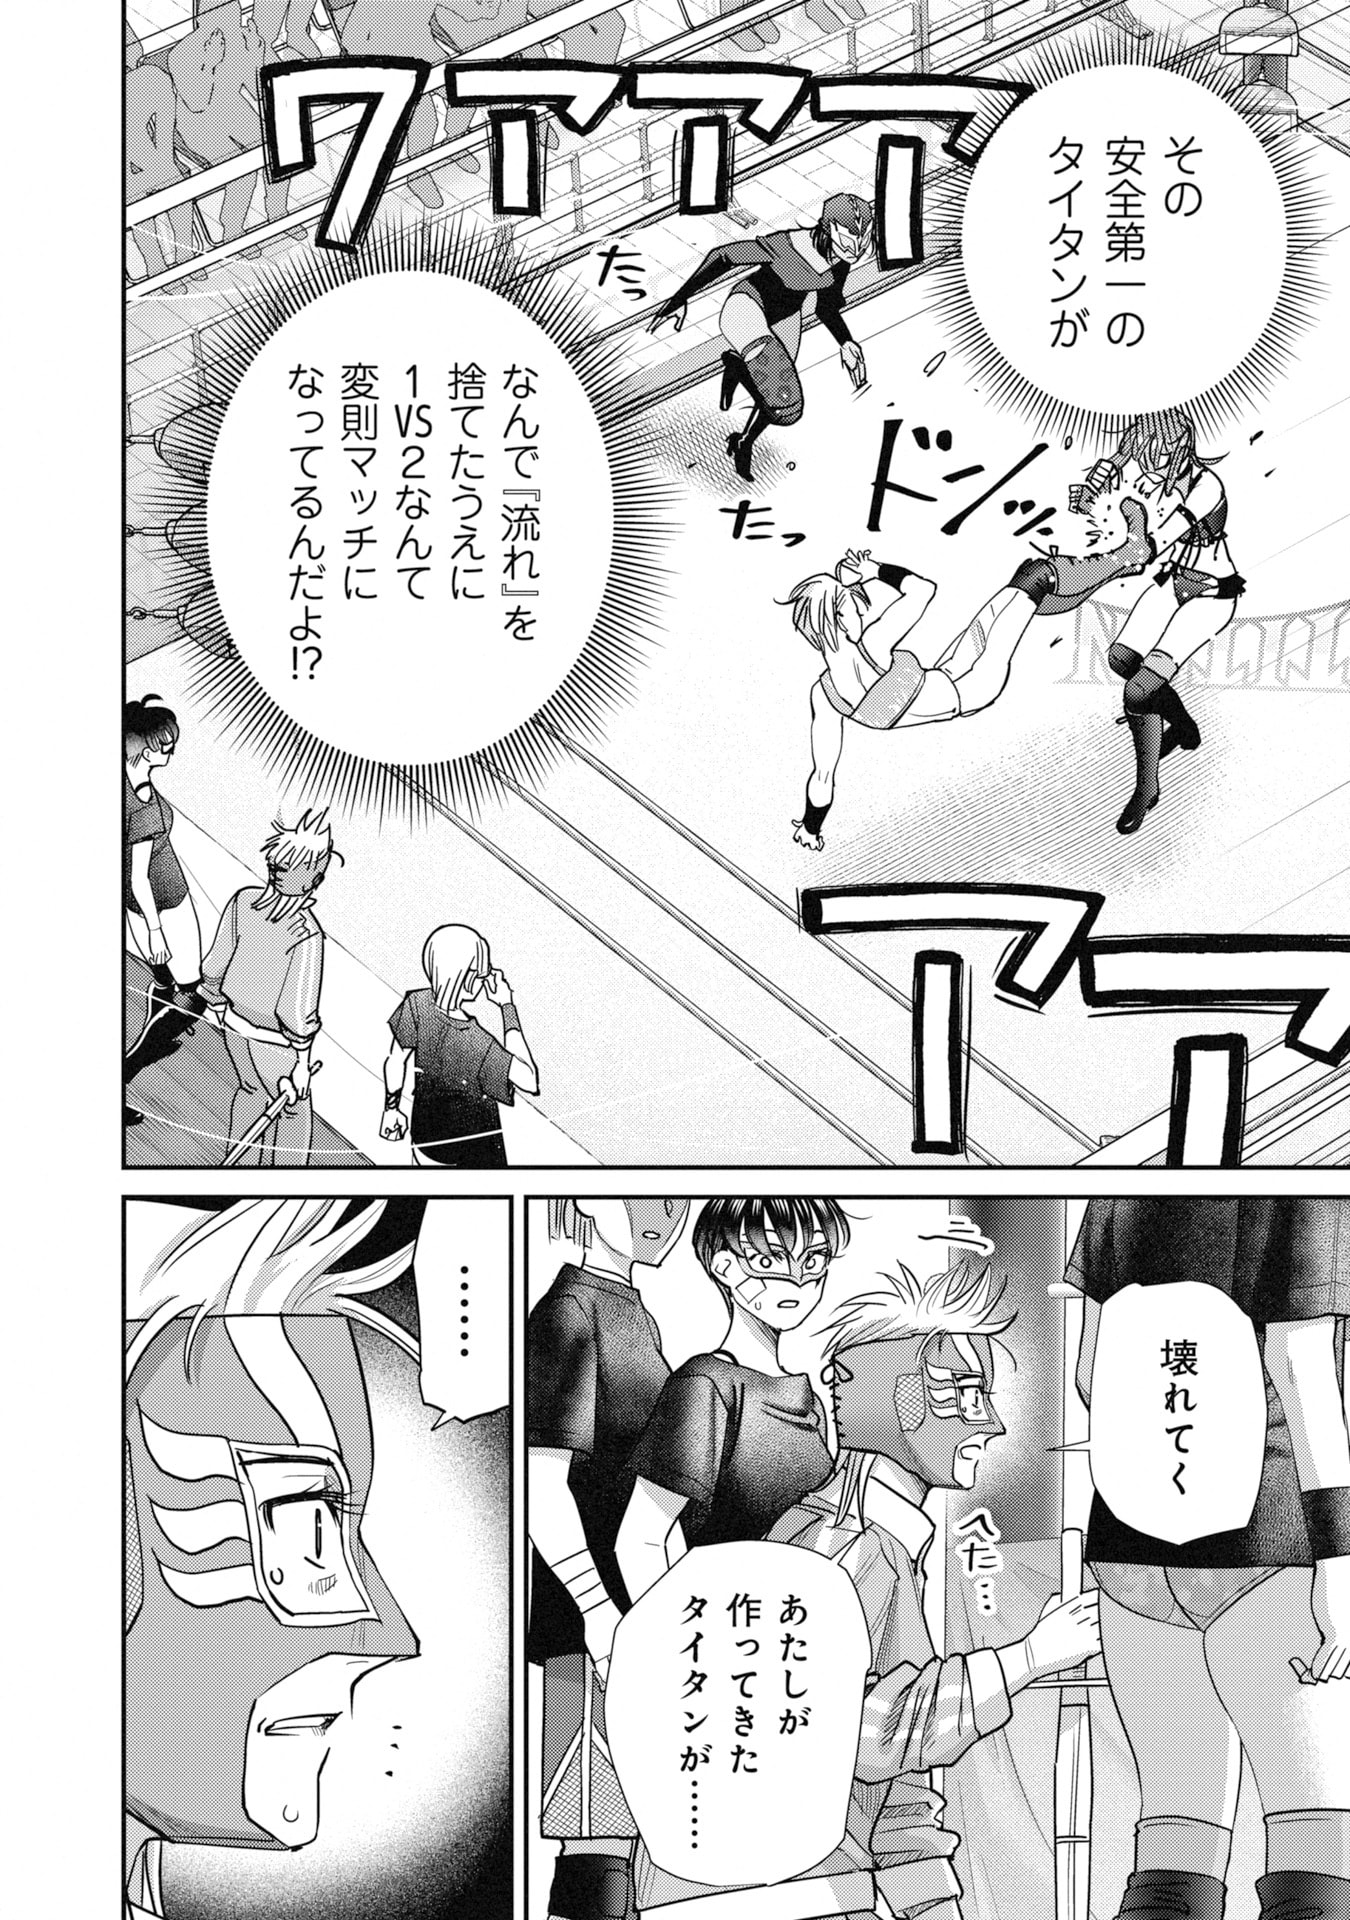 その
安全第一の
タイタンが
ワアアア
たっ
なんで『流れ』を
捨てたうえに
1VS2なんて
変則マッチに
なってるんだよ!?
ドンッ
たっ
アア
壊れてく
へた…
あたしが
作ってきた
タイタンが……
……